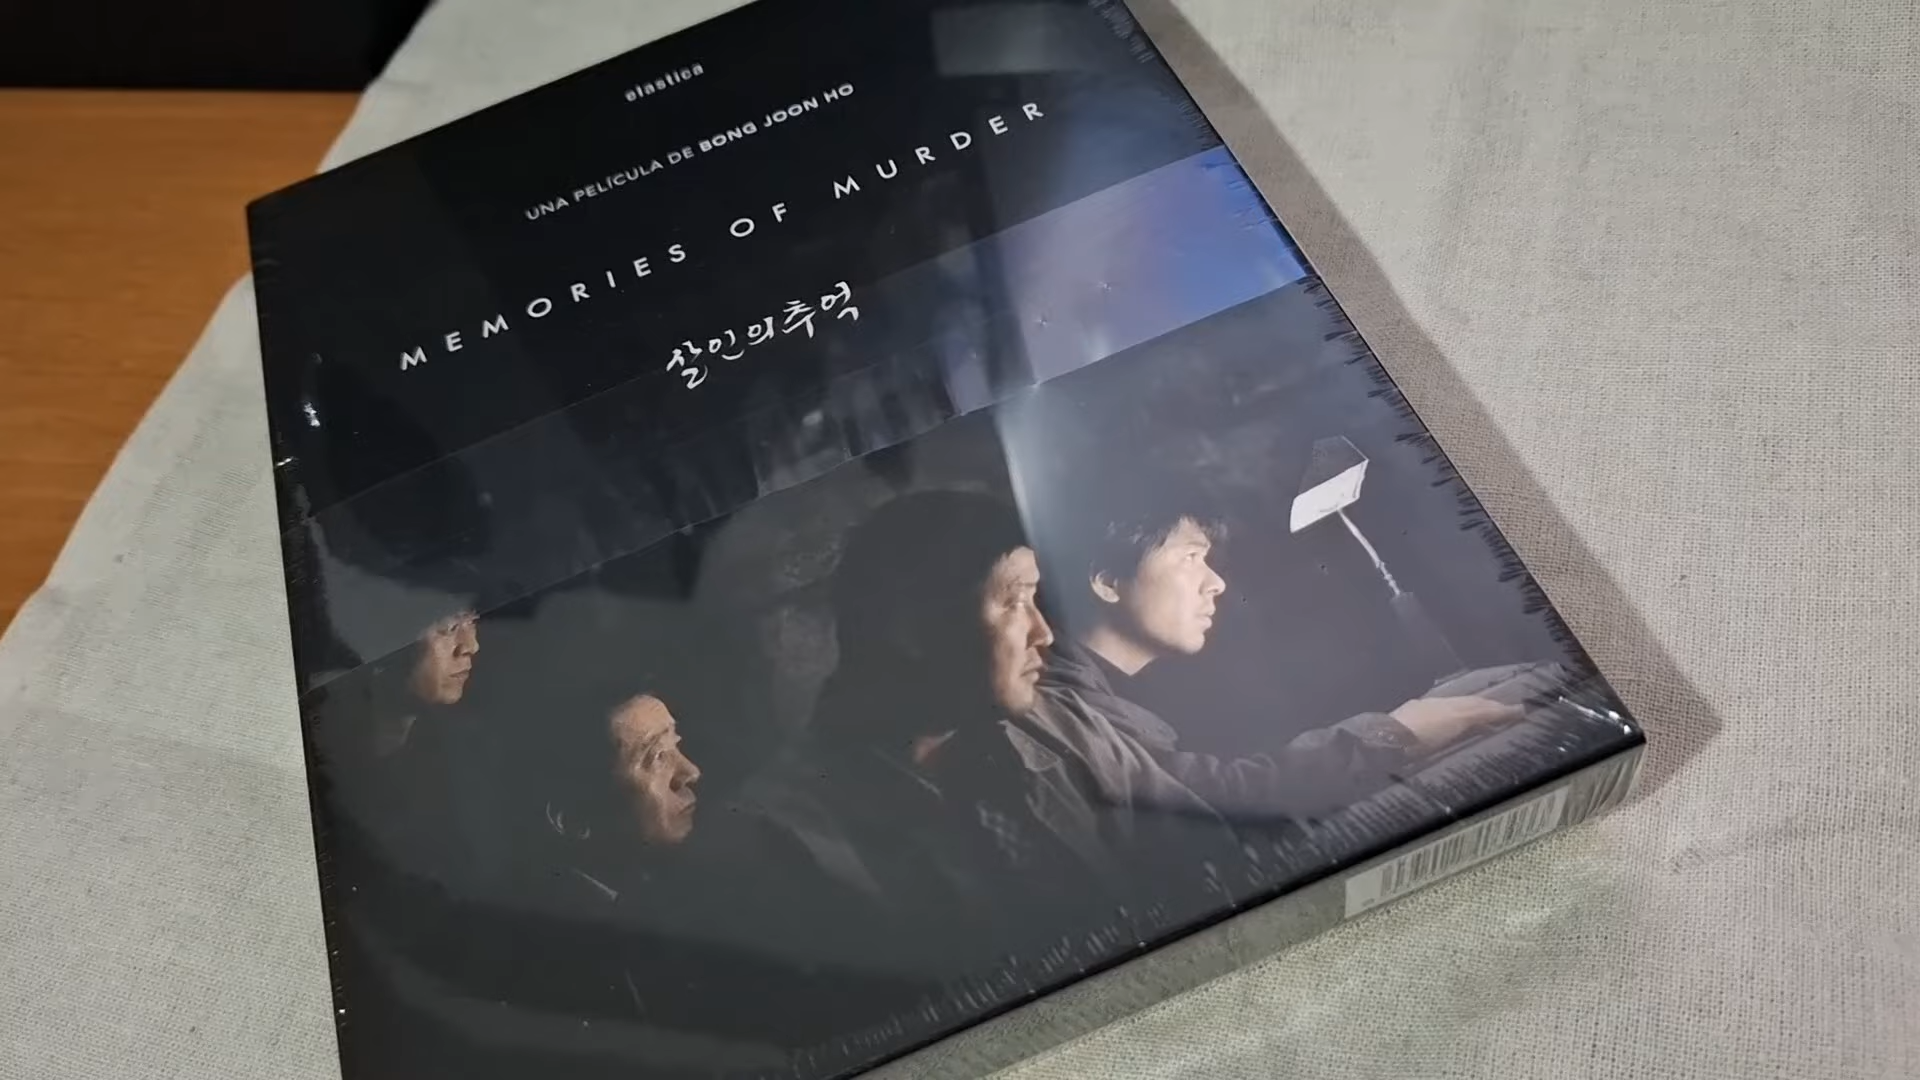 elastica
UNA PELÍCULA DE BONG JOON HO
MEMORIES OF MURDER
살인의추억